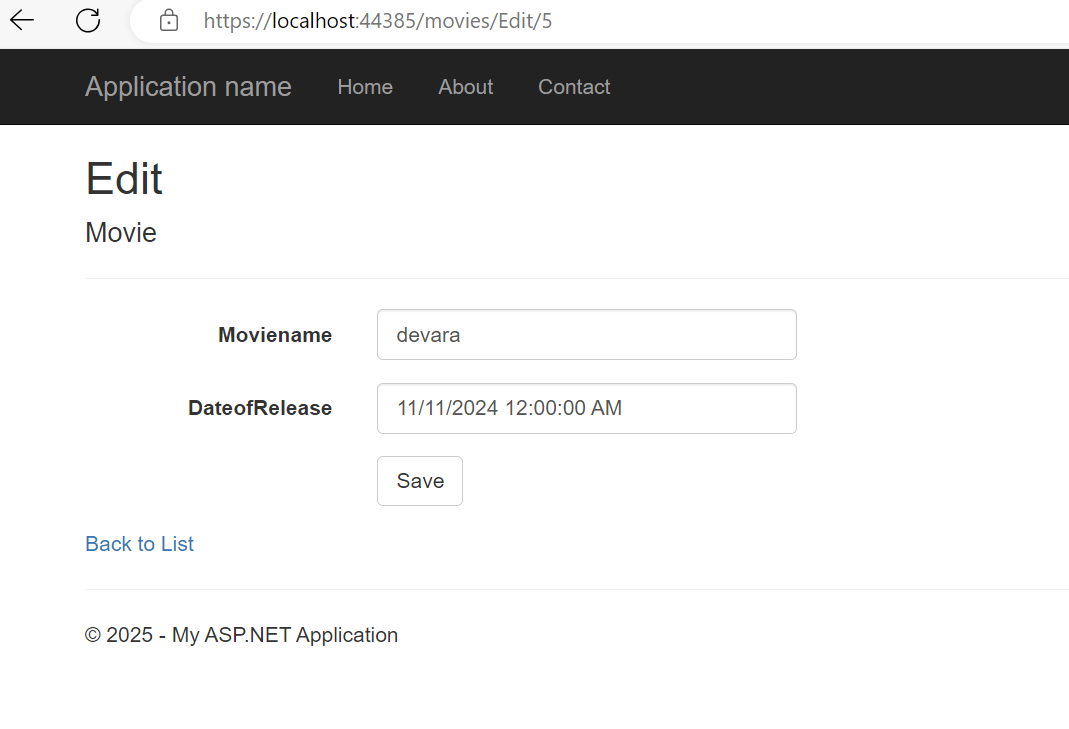 https://localhost:44385/movies/Edit/5
Application name Home About Contact
Edit
Movie
Moviename devara
DateofRelease 11/11/2024 12:00:00 AM
Save
Back to List
© 2025 - My ASP.NET Application